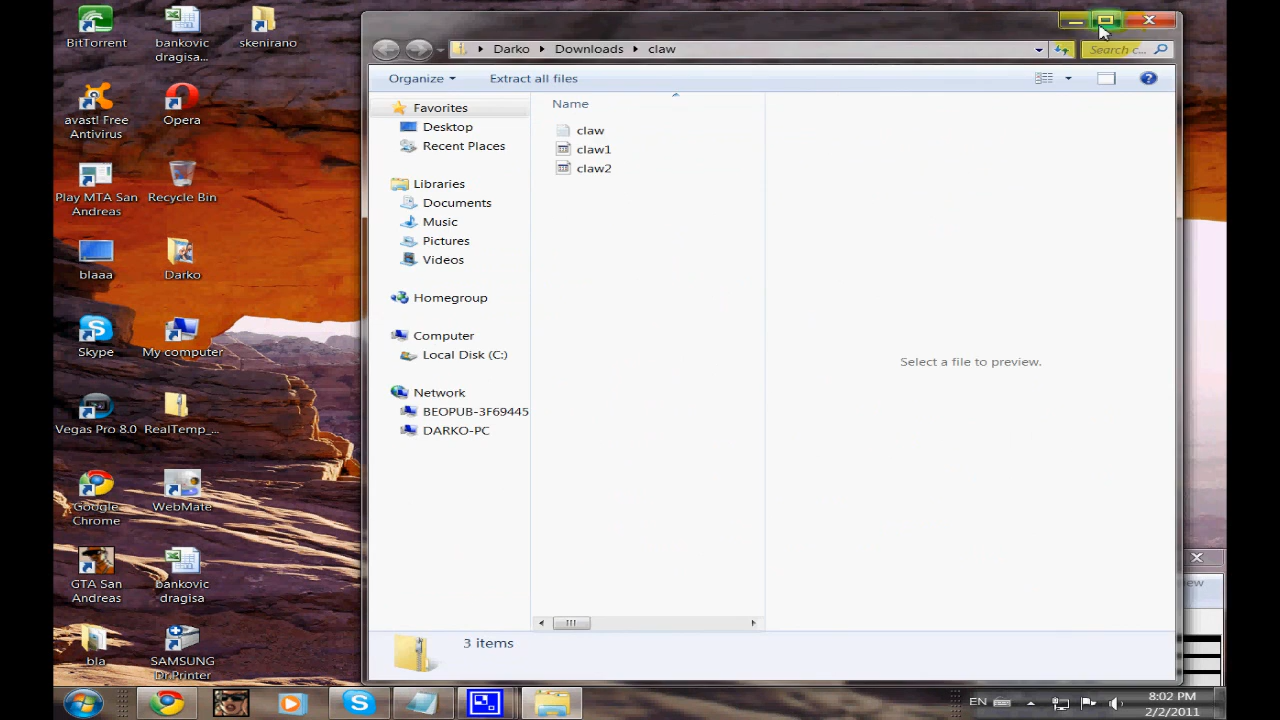 BitTorrent
bankovic
dragisa...
skenirano
avast! Free
Antivirus
Opera
Play MTA San
Andreas
Recycle Bin
blaaa
Darko
Skype
My computer
Vegas Pro 8.0
RealTemp_...
Google
Chrome
WebMate
GTA San
Andreas
bankovic
dragisa
bla
SAMSUNG
Dr.Printer
Darko
Downloads
claw
Search c...
Organize
Extract all files
Favorites
Desktop
Recent Places
Libraries
Documents
Music
Pictures
Videos
Homegroup
Computer
Local Disk (C:)
Network
BEOPUB-3F69445
DARKO-PC
Name
claw
claw1
claw2
Select a file to preview.
3 items
EN
8:02 PM
2/2/2011